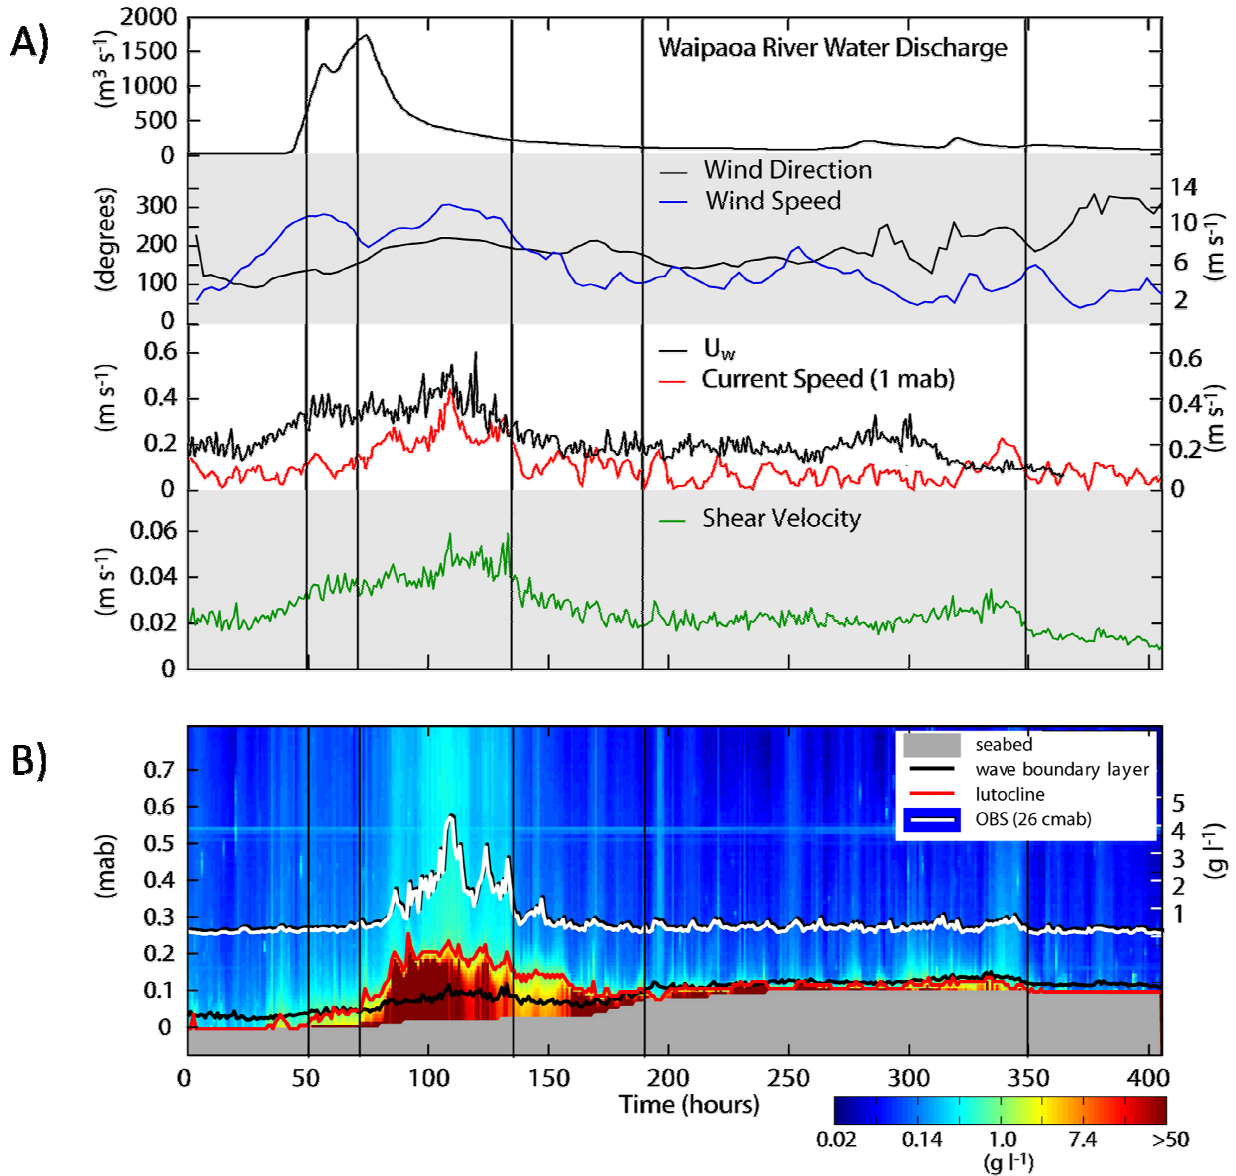 A)
2000
1500
1000
500
0
(m³ s⁻¹)
Waipaoa River Water Discharge
300
200
100
0
(degrees)
Wind Direction
Wind Speed
14
10
6
2
(m s⁻¹)
0.6
0.4
0.2
0
(m s⁻¹)
Uw
Current Speed (1 mab)
0.6
0.4
0.2
0
(m s⁻¹)
0.06
0.04
0.02
0
(m s⁻¹)
Shear Velocity
B)
0.7
0.6
0.5
0.4
0.3
0.2
0.1
0
(mab)
seabed
wave boundary layer
lutocline
OBS (26 cmab)
5
4
3
2
1
(g l⁻¹)
0 50 100 150 200 250 300 350 400
Time (hours)
0.02 0.14 1.0 7.4 >50
(g l⁻¹)